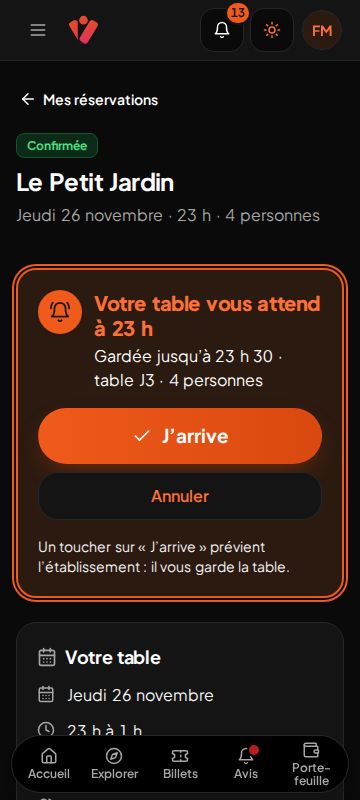 13
FM
Mes réservations
Confirmée
Le Petit Jardin
Jeudi 26 novembre · 23 h · 4 personnes
Votre table vous attend
à 23 h
Gardée jusqu’à 23 h 30 ·
table J3 · 4 personnes
J’arrive
Annuler
Un toucher sur « J’arrive » prévient
l’établissement : il vous garde la table.
Votre table
Jeudi 26 novembre
23 h à 1 h
Accueil
Explorer
Billets
Avis
Porte-
feuille